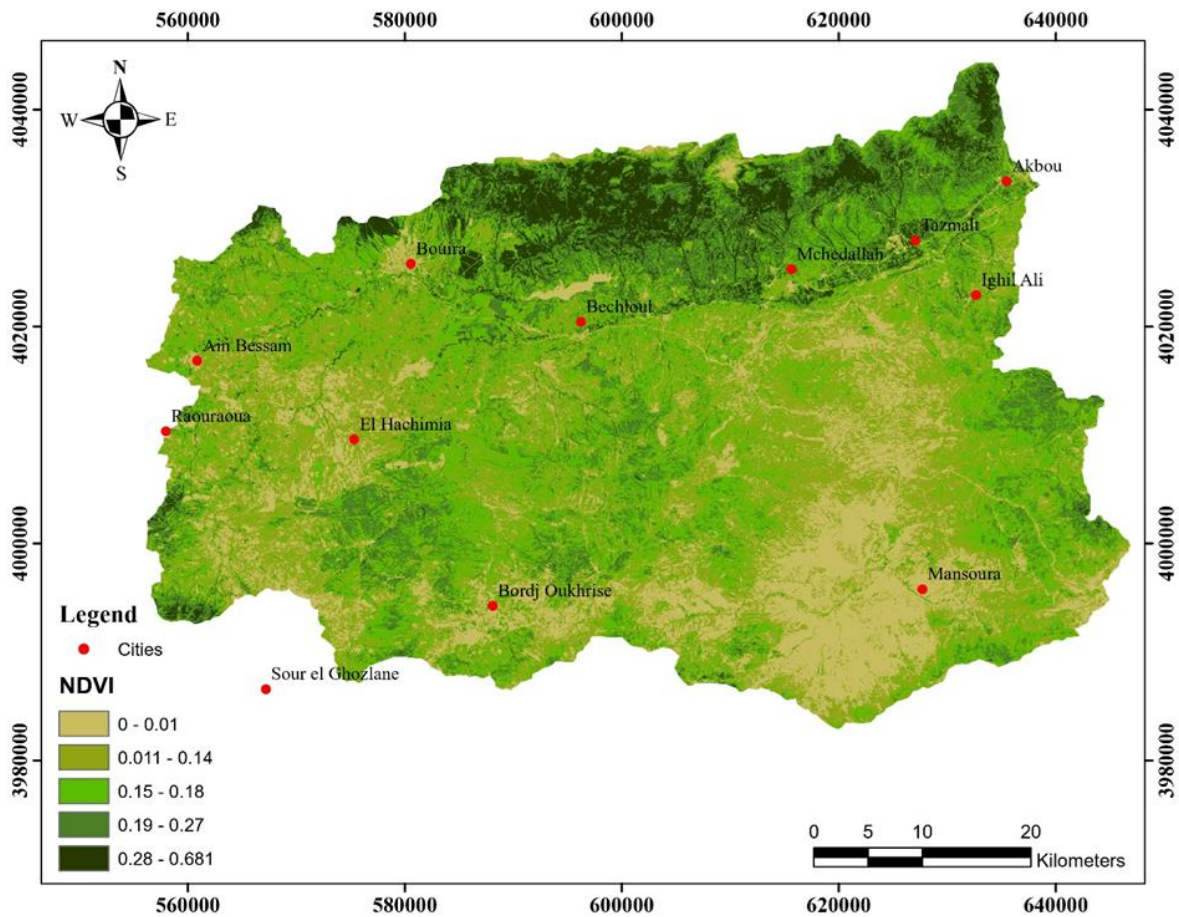 560000 580000 600000 620000 640000
4040000 4040000
N
W E
S
Akbou
Tazmalt
Bouira
Mchedallah
Ighil Ali
Bechloul
4020000 4020000
Ain Bessam
Raouraoua
El Hachimia
4000000 4000000
Mansoura
Bordj Oukhrise
Legend
Cities
Sour el Ghozlane
NDVI
0 - 0.01
0.011 - 0.14
0.15 - 0.18
3980000 3980000
0.19 - 0.27
0.28 - 0.681
0 5 10 20
Kilometers
560000 580000 600000 620000 640000